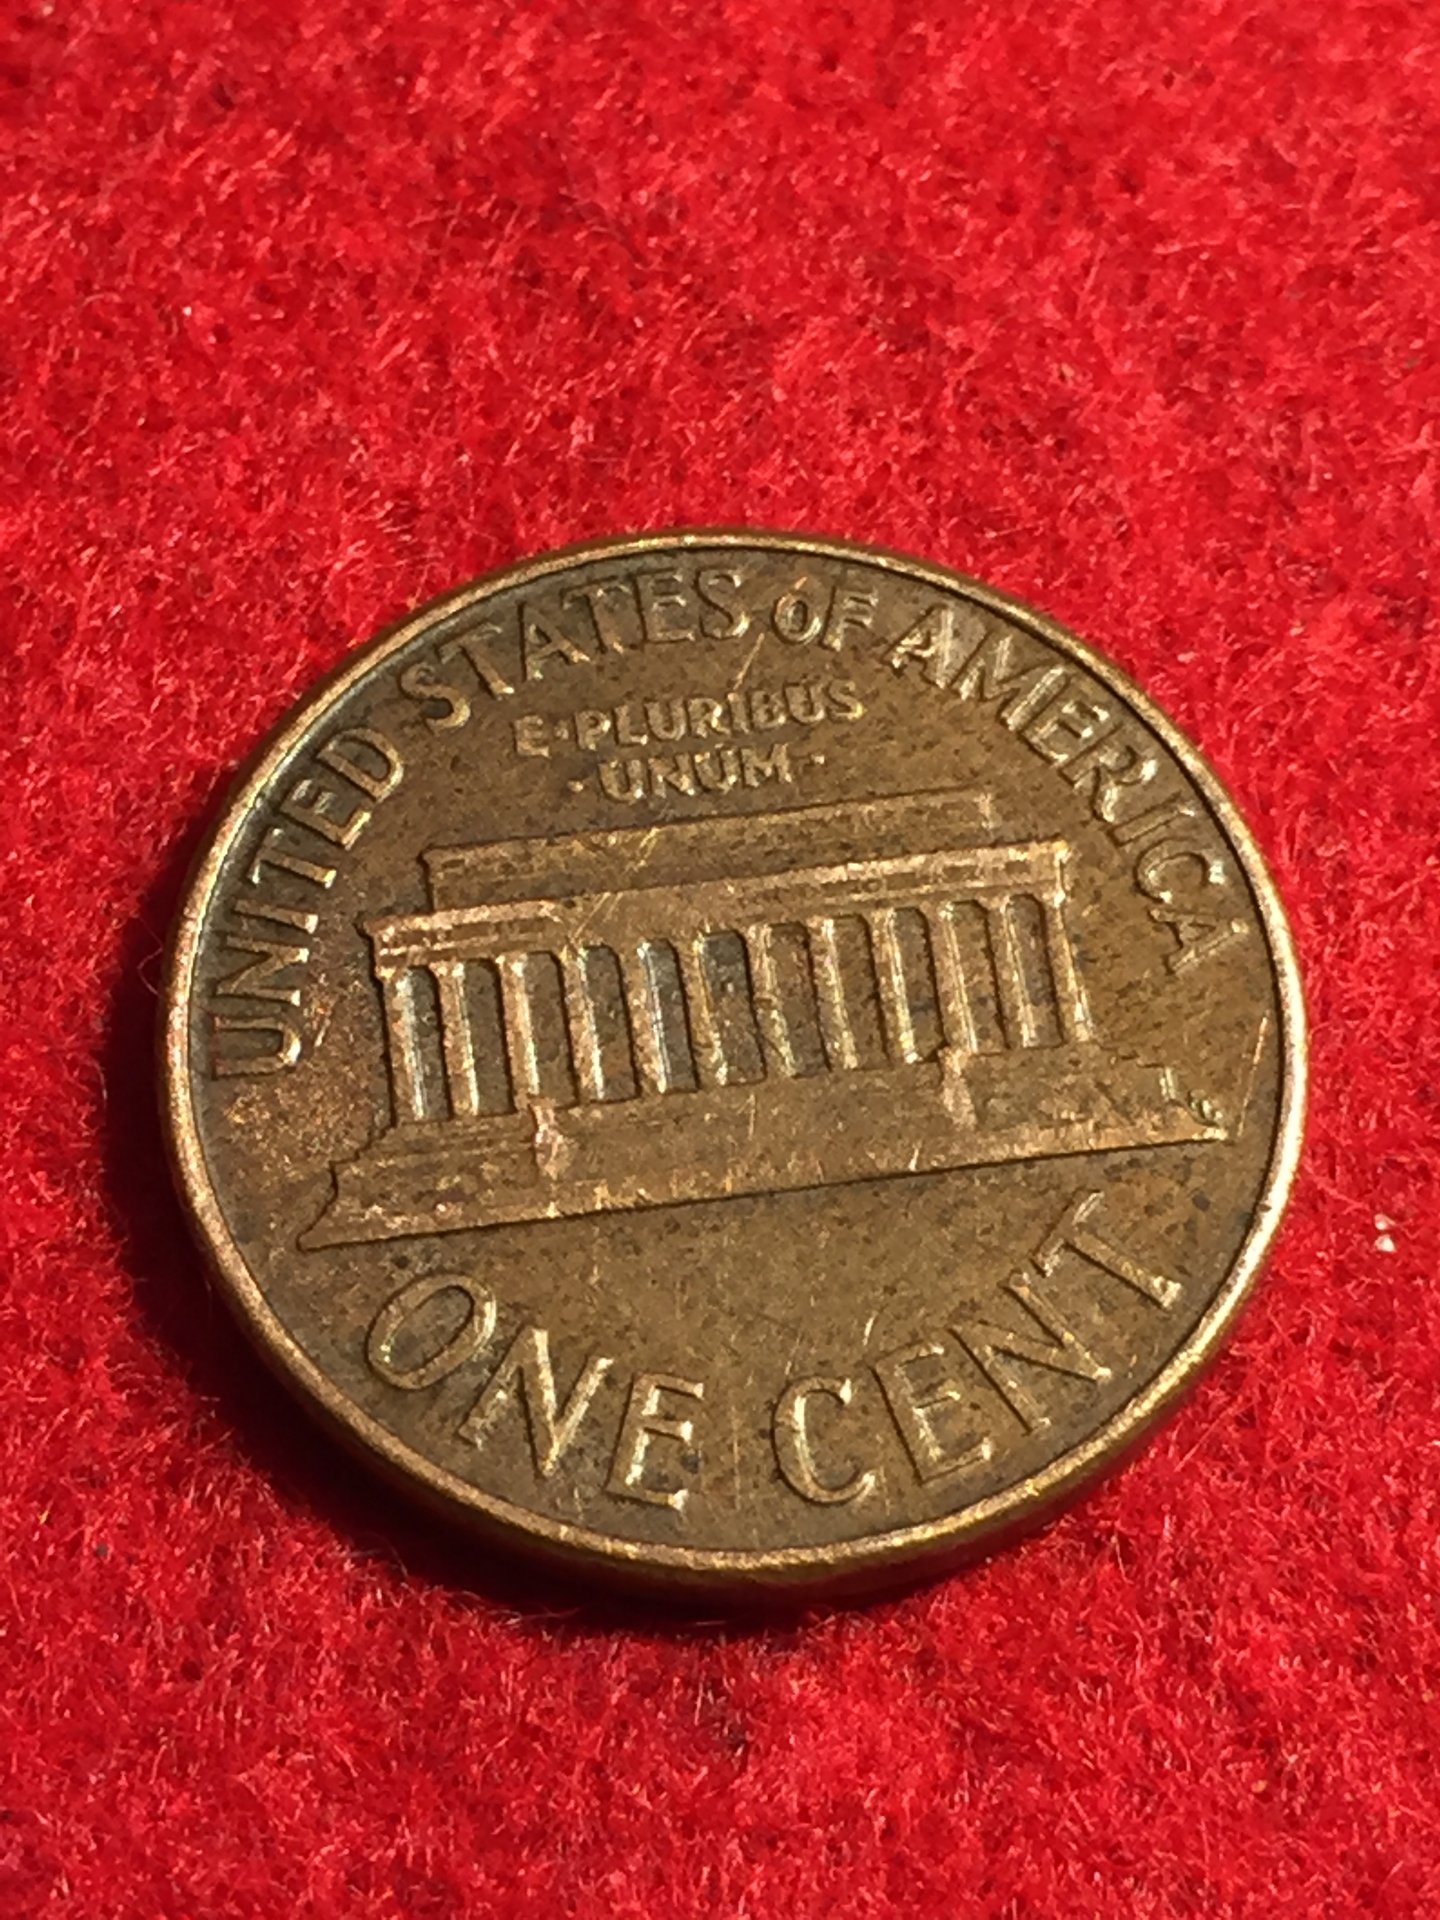 UNITED STATES OF AMERICA
E·PLURIBUS
·UNUM·
ONE CENT